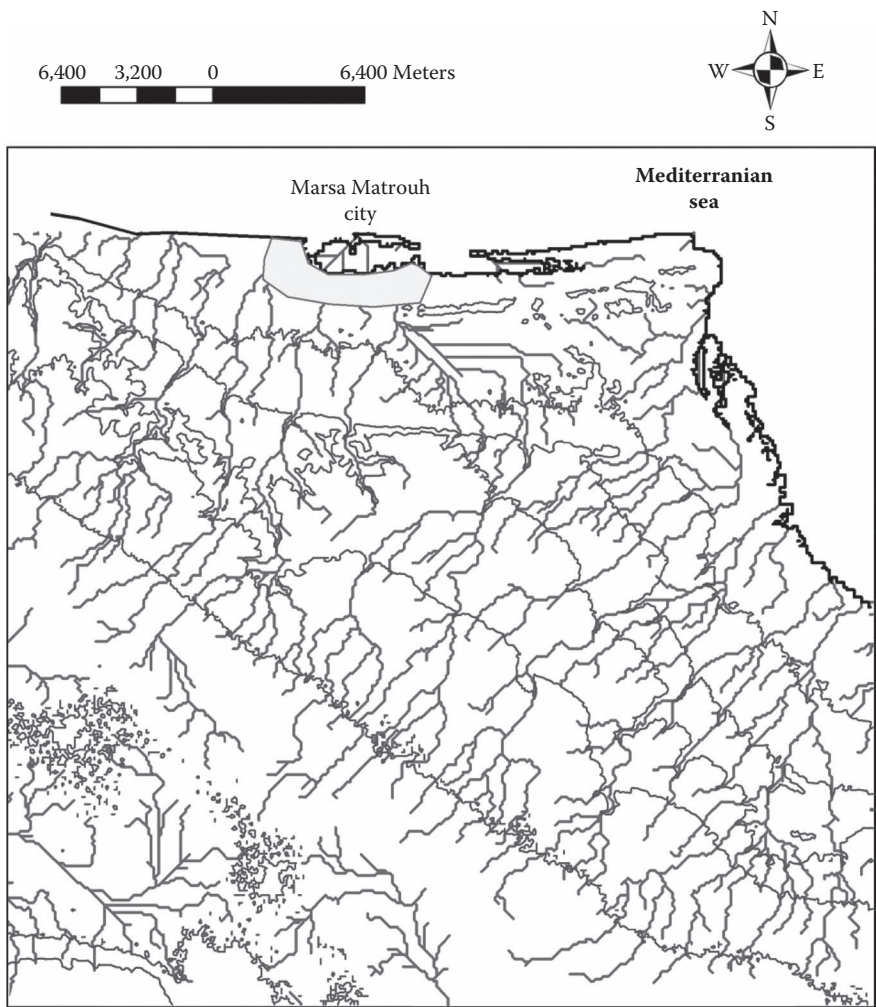 6,400 3,200 0 6,400 Meters
N
W E
S
Marsa Matrouh
city
Mediterranian
sea